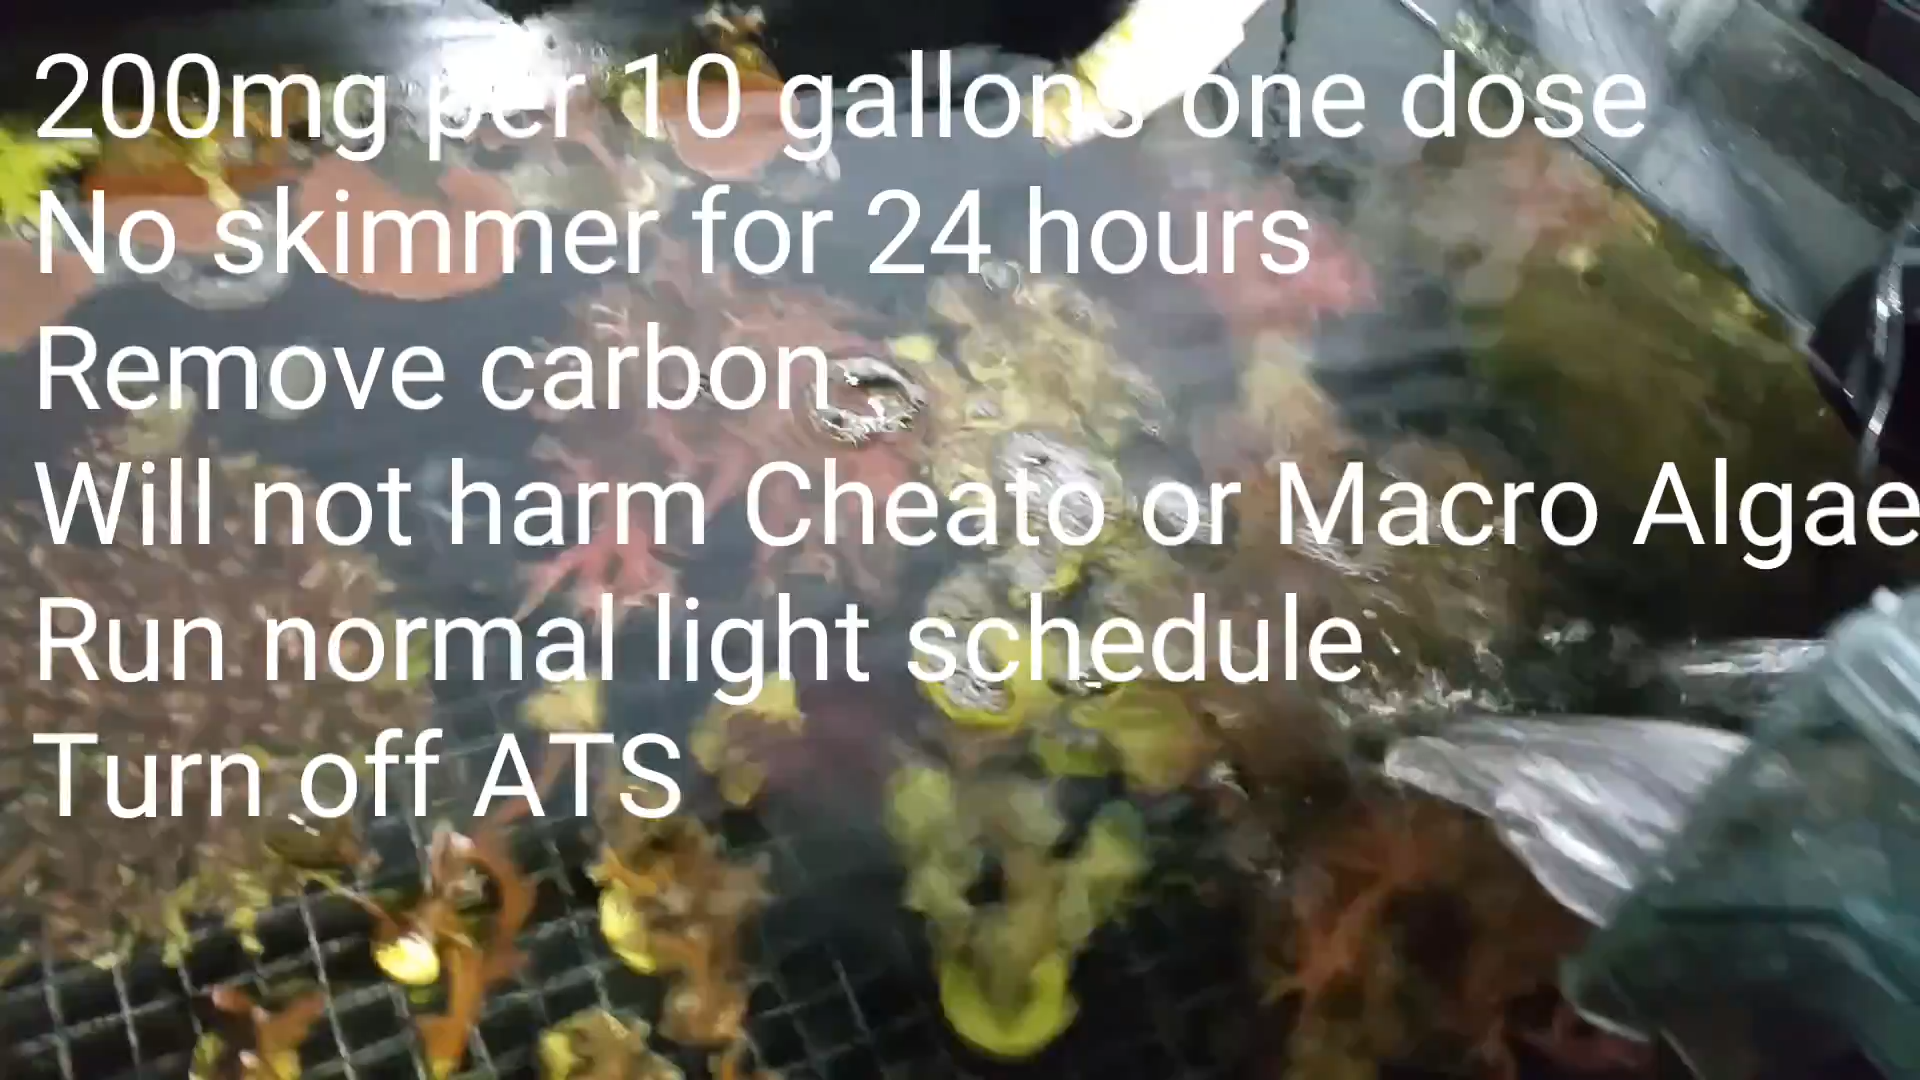 200mg per 10 gallons one dose
No skimmer for 24 hours
Remove carbon
Will not harm Cheato or Macro Algae
Run normal light schedule
Turn off ATS